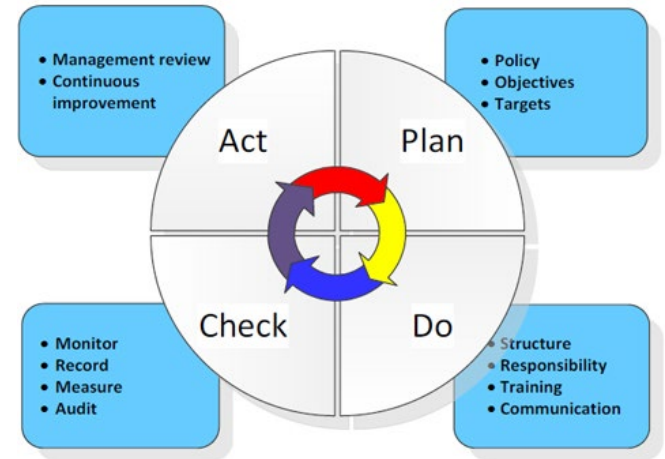 • Management review
• Continuous
improvement
• Policy
• Objectives
• Targets
Act
Plan
Check
Do
• Monitor
• Record
• Measure
• Audit
• Structure
• Responsibility
• Training
• Communication